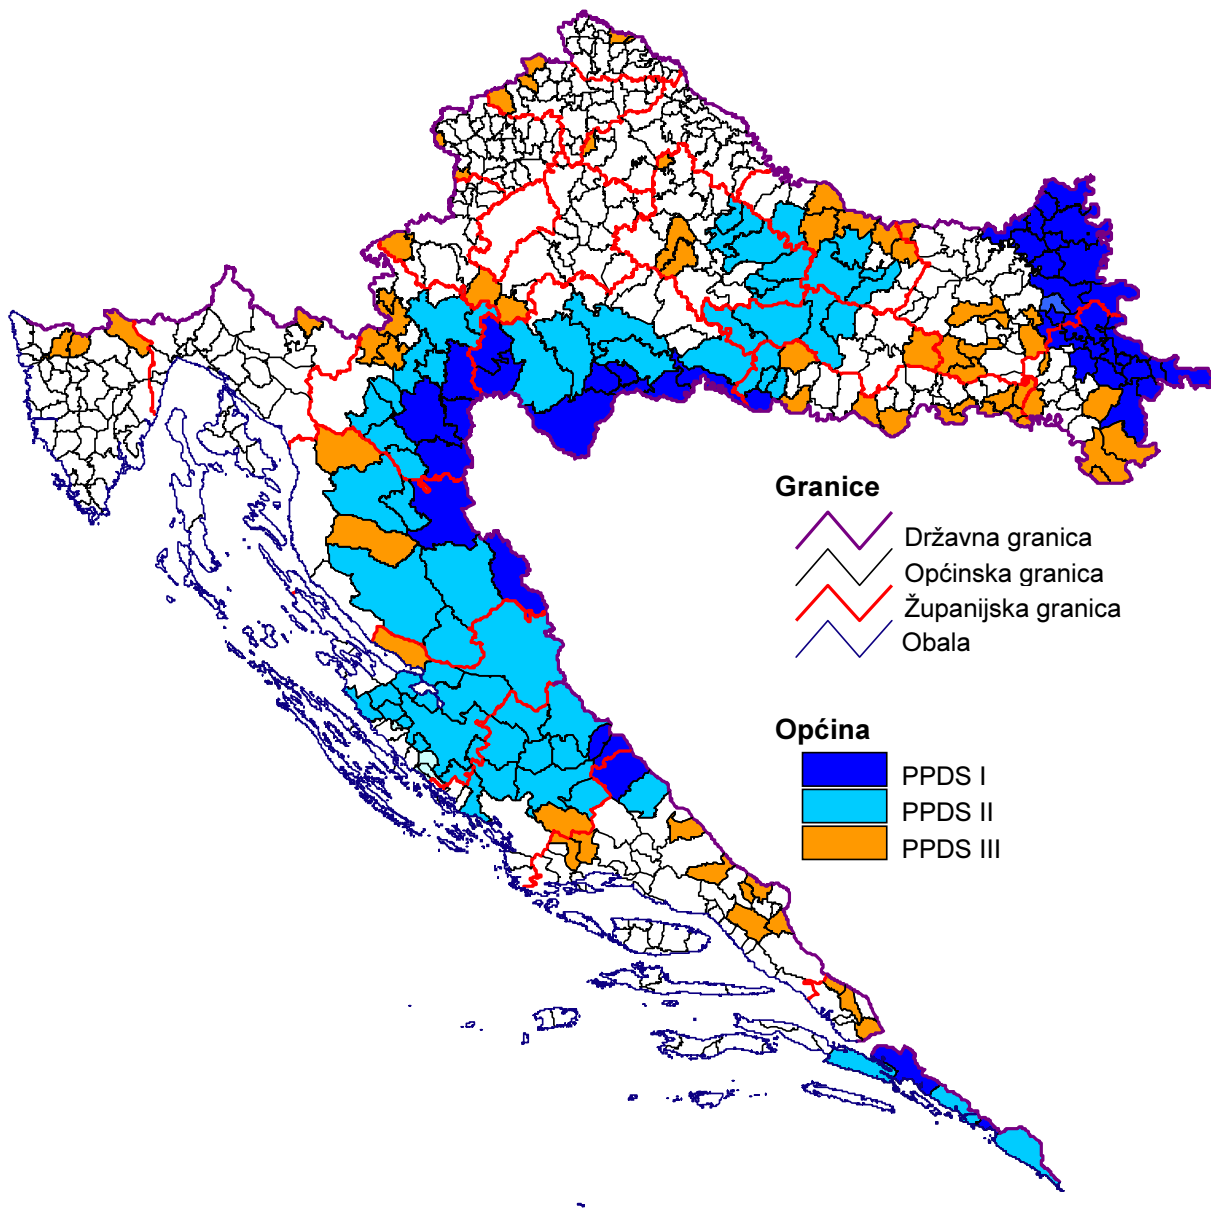 Granice
Državna granica
Općinska granica
Županijska granica
Obala
Općina
PPDS I
PPDS II
PPDS III